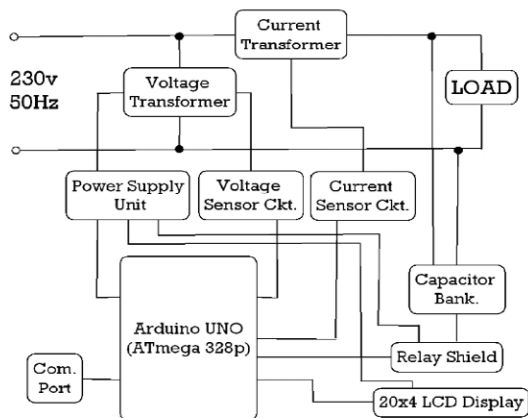 Current
Transformer
230v
50Hz
Voltage
Transformer
LOAD
Power Supply
Unit
Voltage
Sensor Ckt.
Current
Sensor Ckt.
Capacitor
Bank.
Arduino UNO
(ATmega 328p)
Relay Shield
Com.
Port
20x4 LCD Display